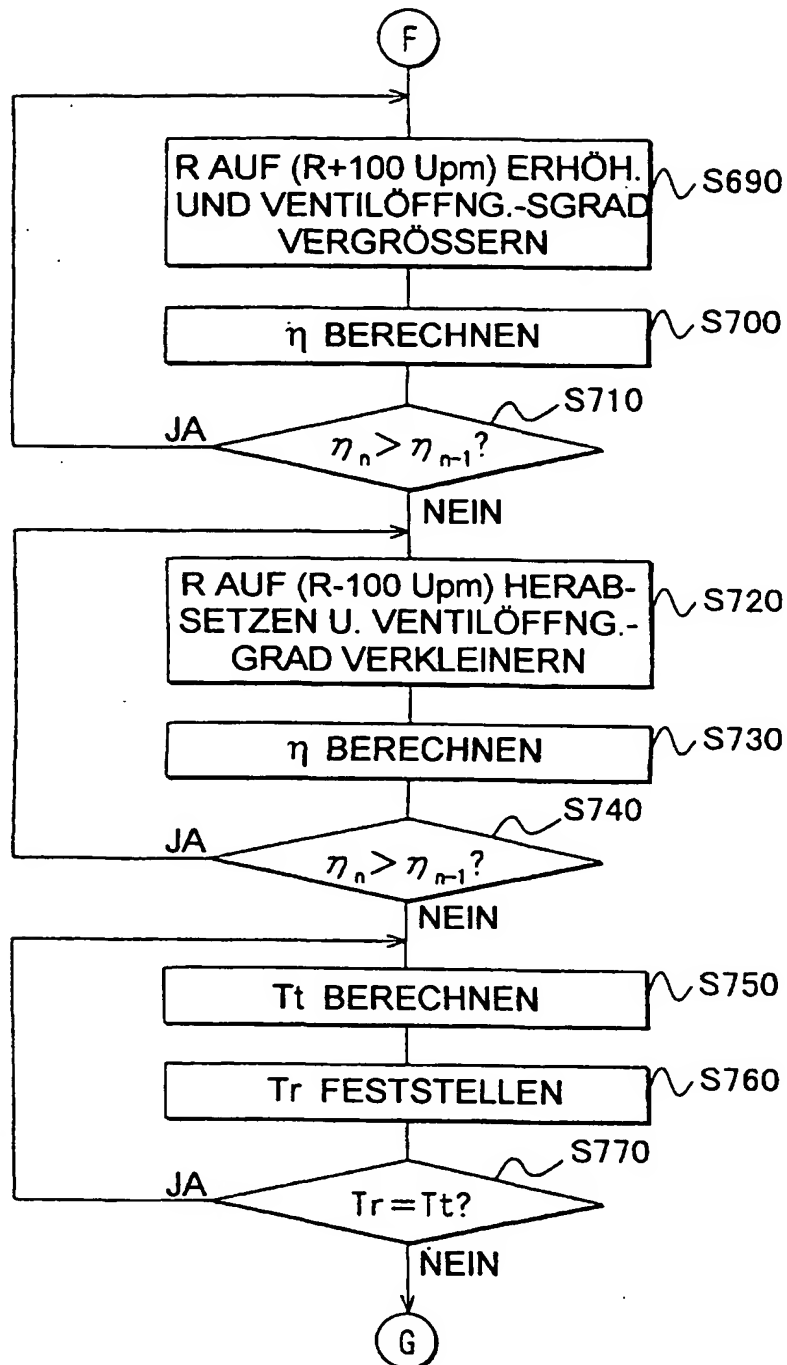 F
R AUF (R+100 Upm) ERHÖH.
UND VENTILÖFFNG.-SGRAD
VERGRÖSSERN
S690
η BERECHNEN
S700
S710
JA
ηn > ηn-1?
NEIN
R AUF (R-100 Upm) HERAB-
SETZEN U. VENTILÖFFNG.-
GRAD VERKLEINERN
S720
η BERECHNEN
S730
S740
JA
ηn > ηn-1?
NEIN
Tt BERECHNEN
S750
Tr FESTSTELLEN
S760
S770
JA
Tr=Tt?
NEIN
G